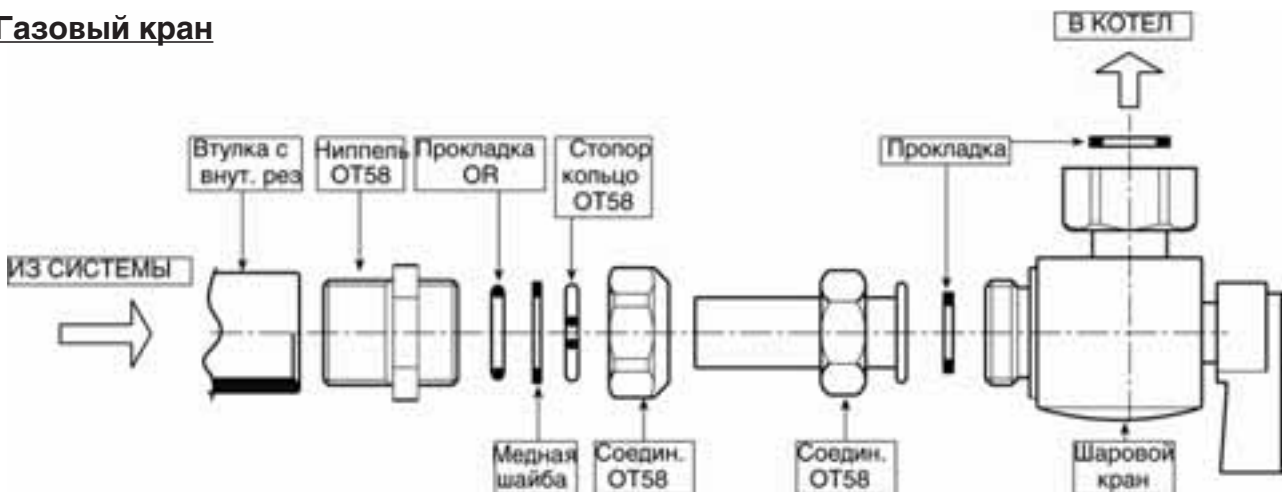 Газовый кран
В КОТЕЛ
Втулка с
внут. рез
Ниппель
ОТ58
Прокладка
OR
Стопор
кольцо
ОТ58
Прокладка
ИЗ СИСТЕМЫ
Медная
шайба
Соедин.
ОТ58
Соедин.
ОТ58
Шаровой
кран